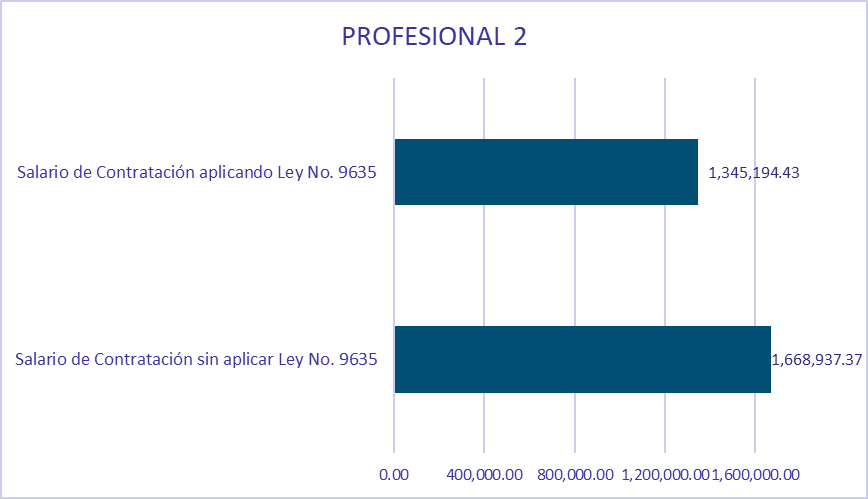 PROFESIONAL 2
Salario de Contratación aplicando Ley No. 9635
1,345,194.43
Salario de Contratación sin aplicar Ley No. 9635
1,668,937.37
0.00
400,000.00
800,000.00
1,200,000.00
1,600,000.00